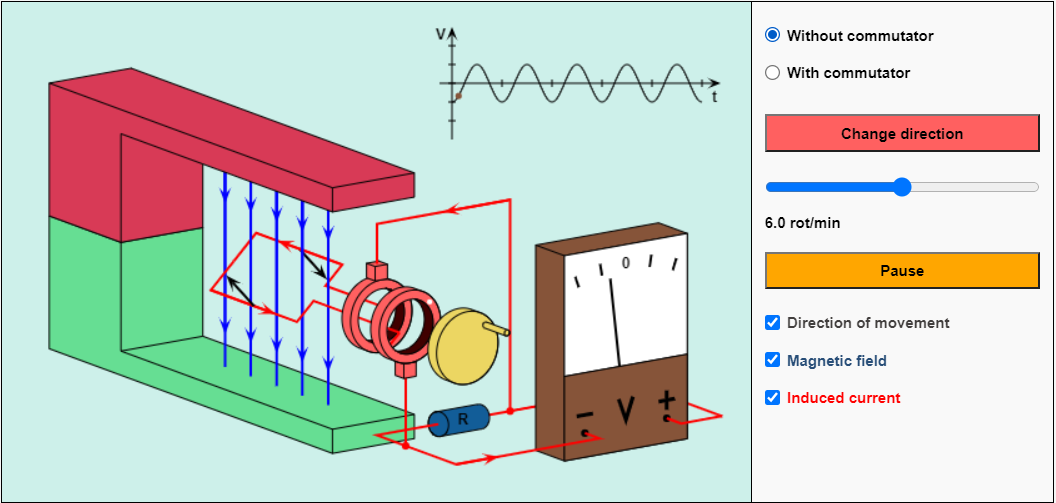 V
t
0
R
− V +
Without commutator
With commutator
Change direction
6.0 rot/min
Pause
Direction of movement
Magnetic field
Induced current